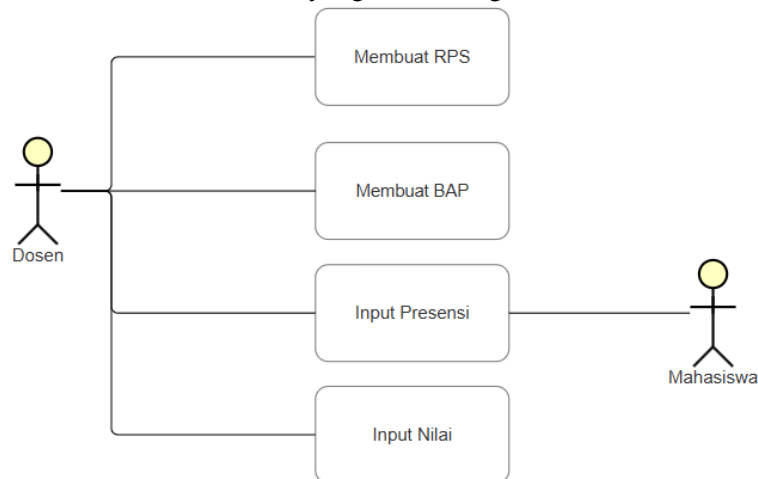 Membuat RPS
Membuat BAP
Dosen
Input Presensi
Mahasiswa
Input Nilai